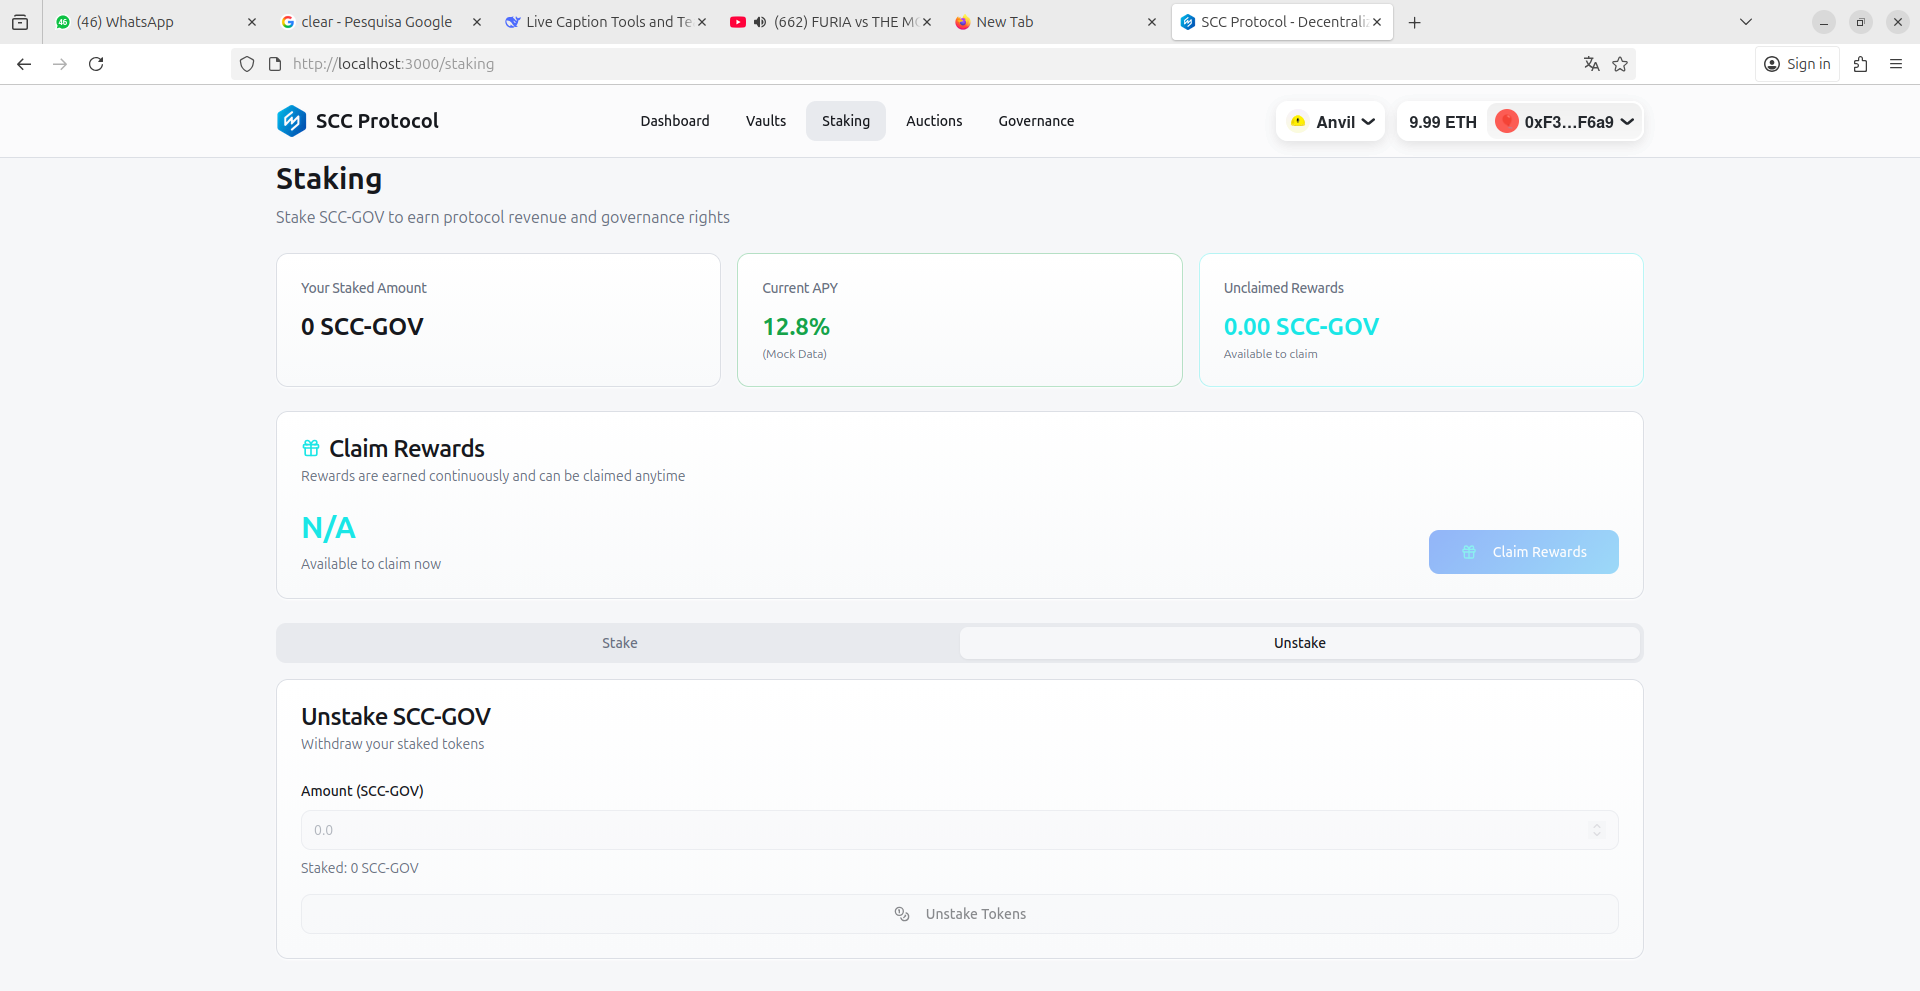 (46) WhatsApp
clear - Pesquisa Google
Live Caption Tools and Te
(662) FURIA vs THE MO
New Tab
SCC Protocol - Decentraliz
http://localhost:3000/staking
Sign in
SCC Protocol
Dashboard
Vaults
Staking
Auctions
Governance
Anvil
9.99 ETH
0xF3...F6a9
Staking
Stake SCC-GOV to earn protocol revenue and governance rights
Your Staked Amount
0 SCC-GOV
Current APY
12.8%
(Mock Data)
Unclaimed Rewards
0.00 SCC-GOV
Available to claim
Claim Rewards
Rewards are earned continuously and can be claimed anytime
N/A
Available to claim now
Claim Rewards
Stake
Unstake
Unstake SCC-GOV
Withdraw your staked tokens
Amount (SCC-GOV)
0.0
Staked: 0 SCC-GOV
Unstake Tokens